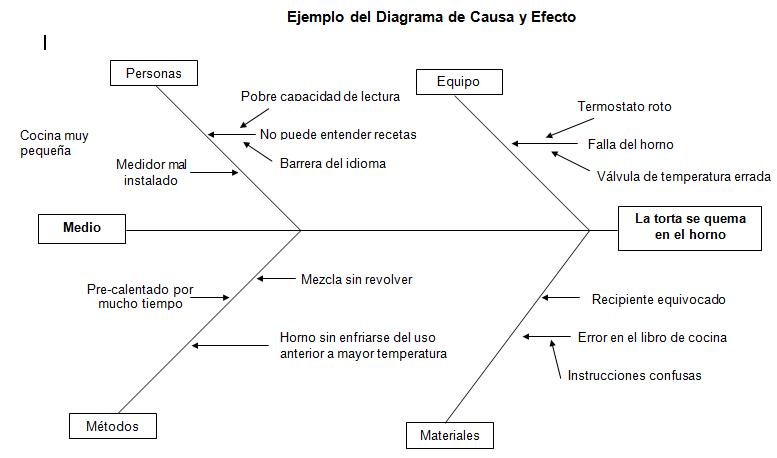 Ejemplo del Diagrama de Causa y Efecto
Personas
Equipo
Pobre capacidad de lectura
No puede entender recetas
Barrera del idioma
Cocina muy
pequeña
Medidor mal
instalado
Termostato roto
Falla del horno
Válvula de temperatura errada
Medio
La torta se quema
en el horno
Pre-calentado por
mucho tiempo
Mezcla sin revolver
Horno sin enfriarse del uso
anterior a mayor temperatura
Recipiente equivocado
Error en el libro de cocina
Instrucciones confusas
Métodos
Materiales